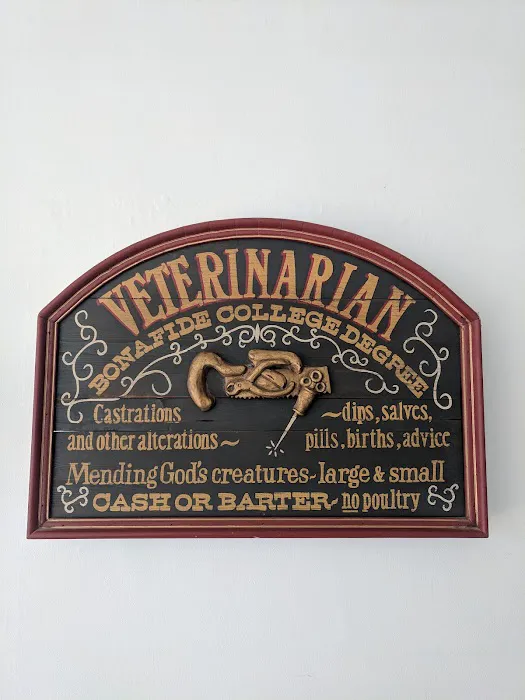 VETERINARIAN
BONAFIDE COLLEGE DEGREE
Castrations
and other alterations ~
~dips, salves,
pills, births, advice
Mending God's creatures~large & small
CASH OR BARTER~ no poultry